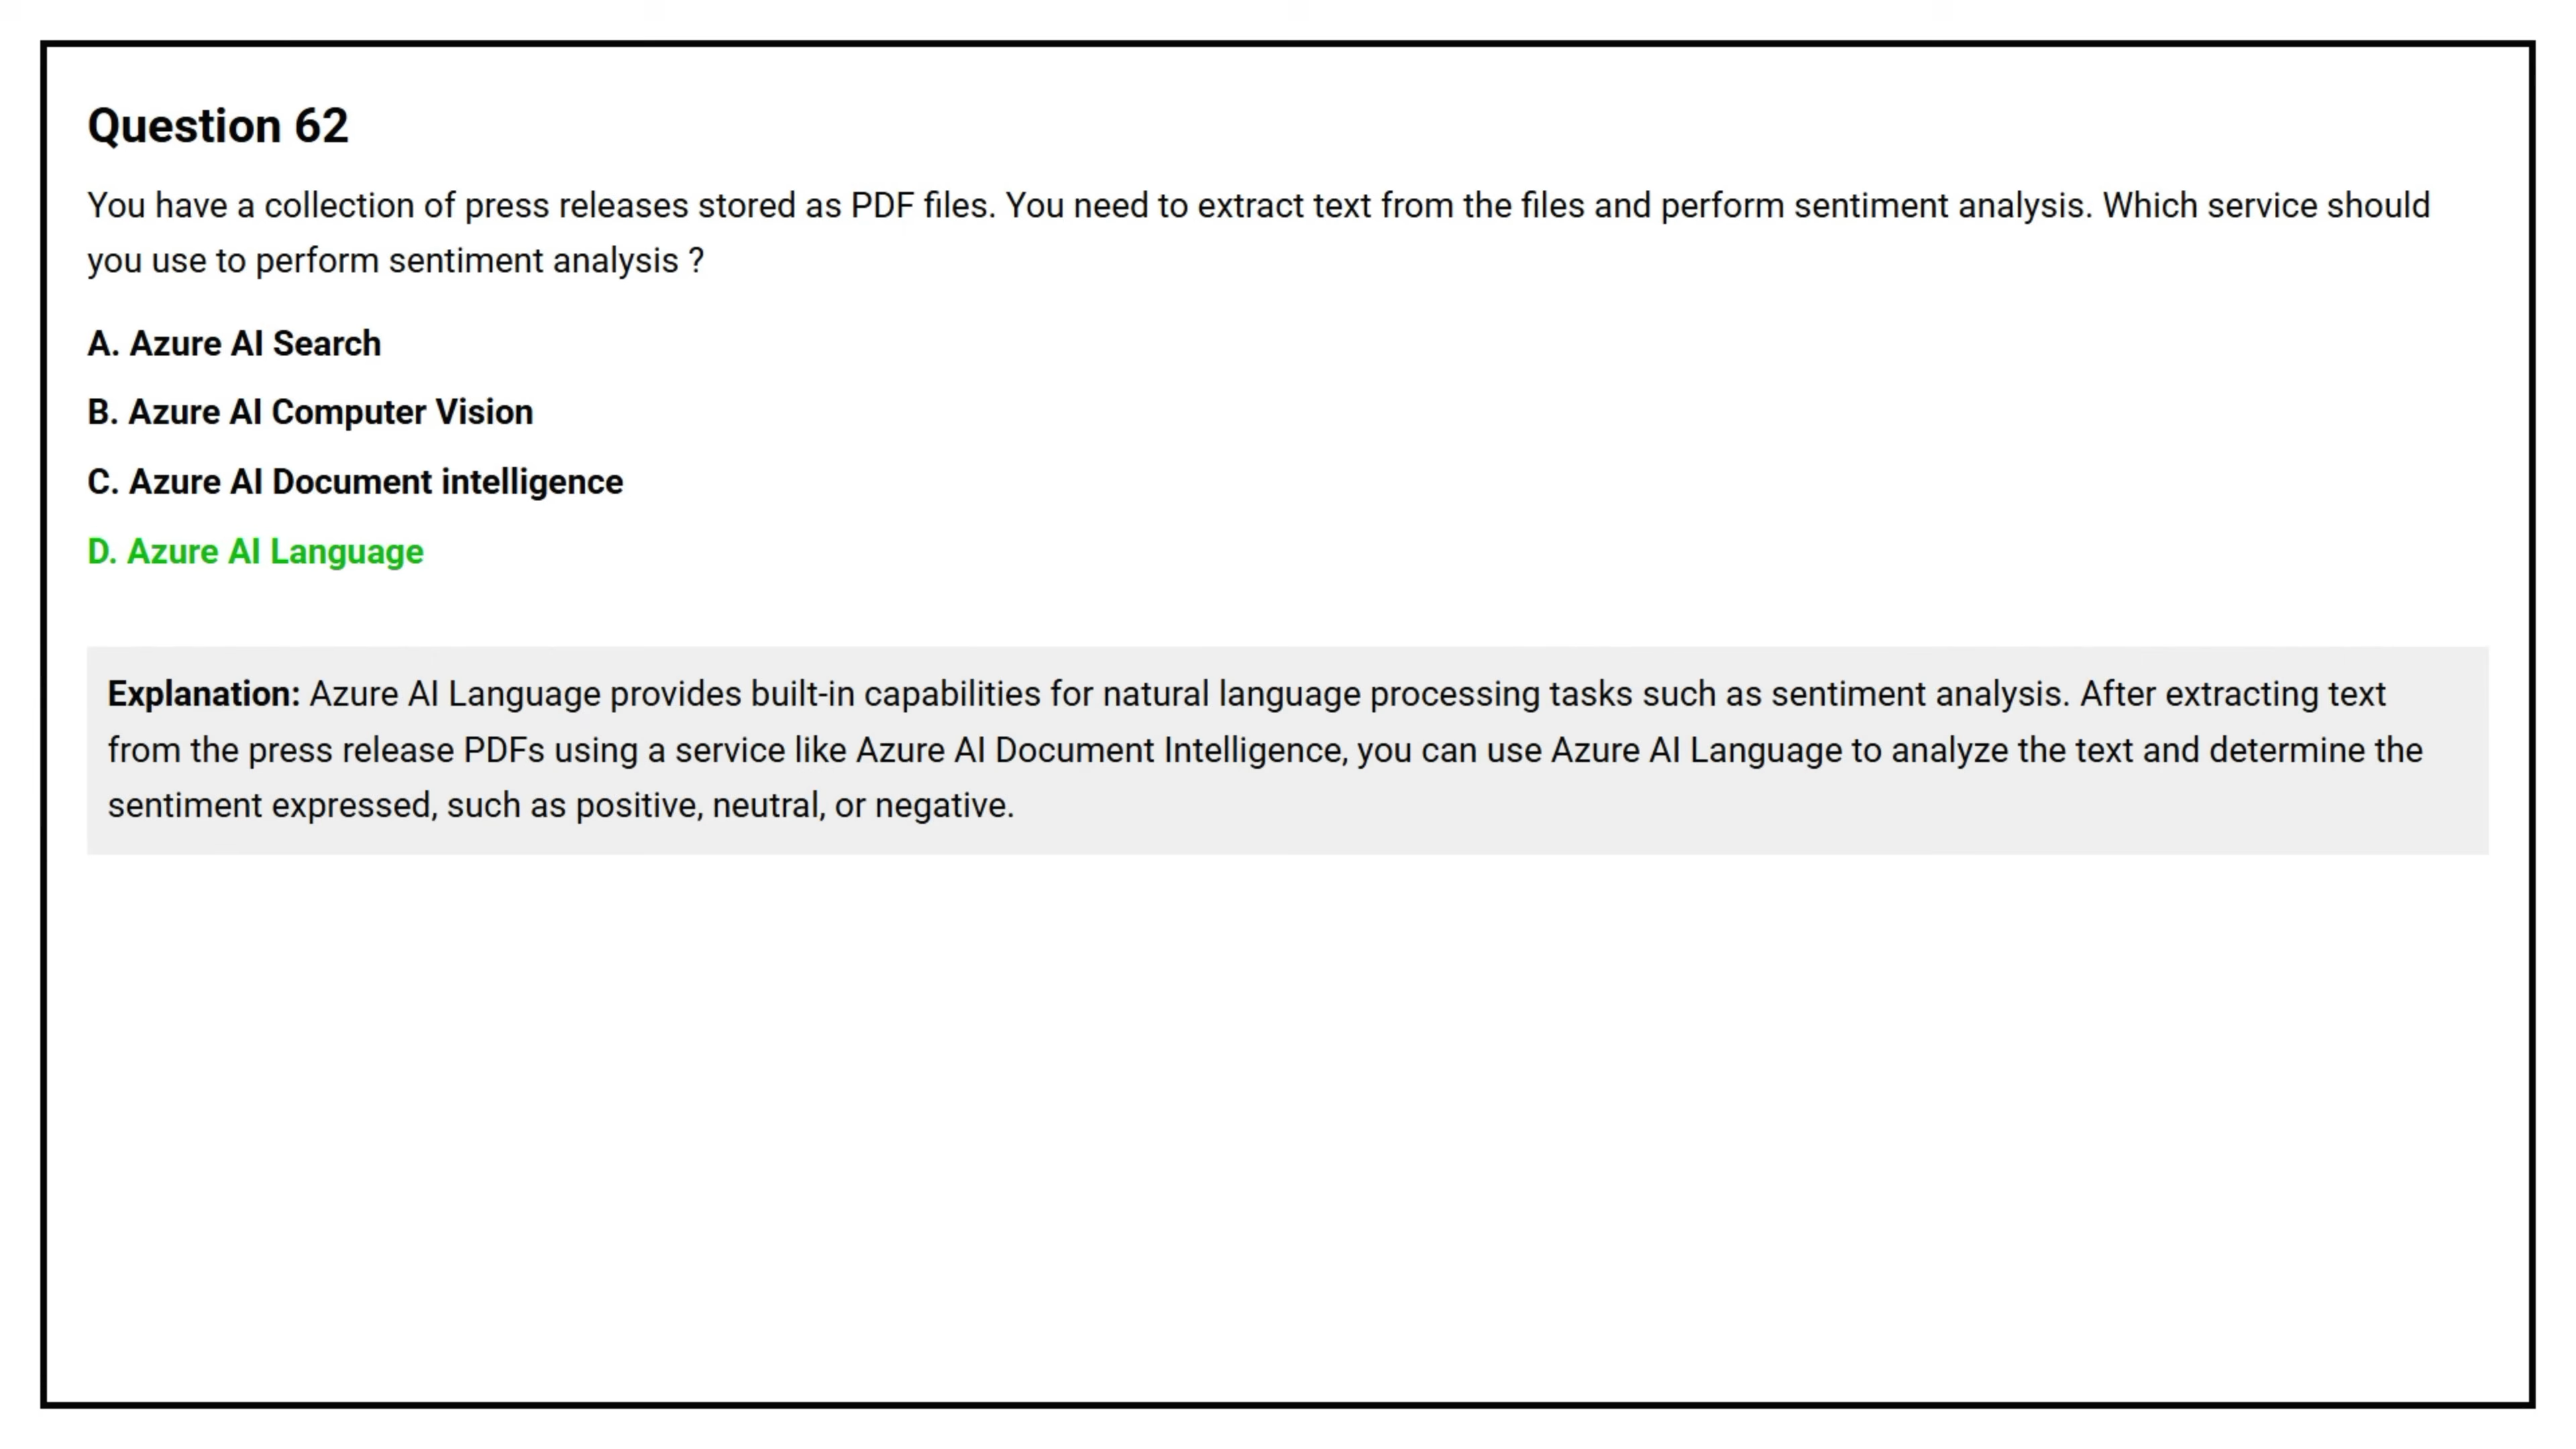 Question 62
You have a collection of press releases stored as PDF files. You need to extract text from the files and perform sentiment analysis. Which service should
you use to perform sentiment analysis ?
A. Azure AI Search
B. Azure AI Computer Vision
C. Azure AI Document intelligence
D. Azure AI Language
Explanation: Azure AI Language provides built-in capabilities for natural language processing tasks such as sentiment analysis. After extracting text
from the press release PDFs using a service like Azure AI Document Intelligence, you can use Azure AI Language to analyze the text and determine the
sentiment expressed, such as positive, neutral, or negative.